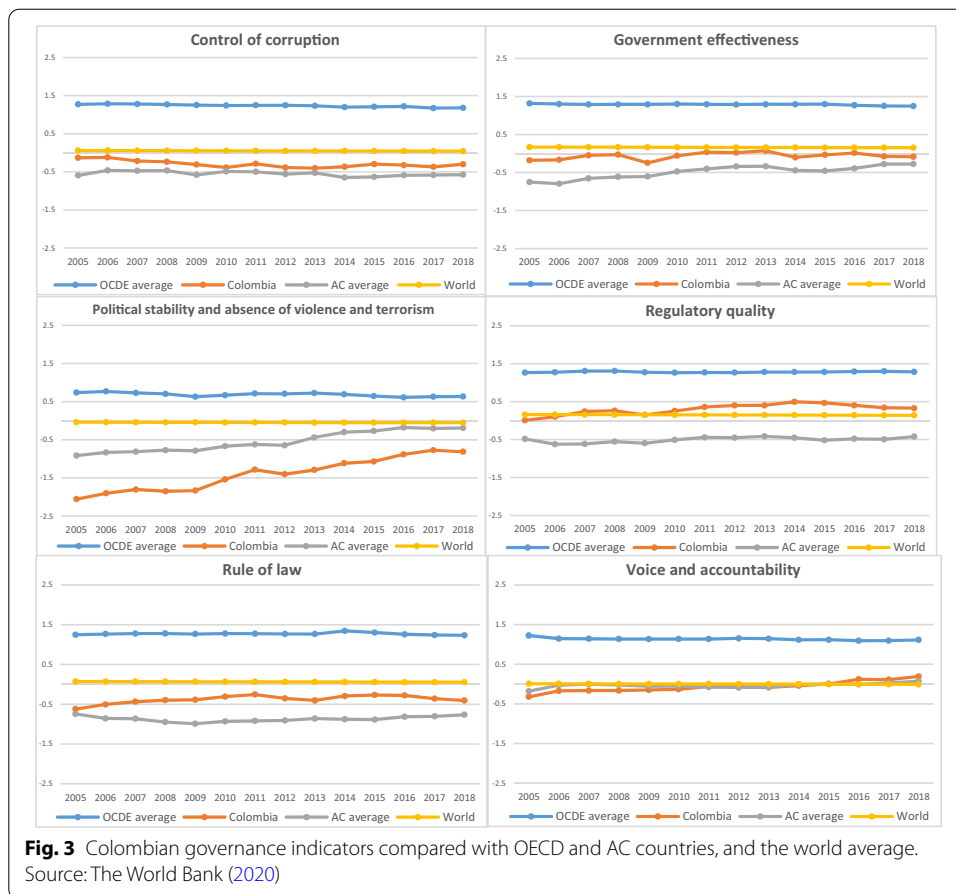 Control of corruption
2.5
1.5
0.5
-0.5
-1.5
-2.5
2005 2006 2007 2008 2009 2010 2011 2012 2013 2014 2015 2016 2017 2018
OCDE average Colombia AC average World
Government effectiveness
2.5
1.5
0.5
-0.5
-1.5
-2.5
2005 2006 2007 2008 2009 2010 2011 2012 2013 2014 2015 2016 2017 2018
OCDE average Colombia AC average World
Political stability and absence of violence and terrorism
2.5
1.5
0.5
-0.5
-1.5
-2.5
2005 2006 2007 2008 2009 2010 2011 2012 2013 2014 2015 2016 2017 2018
OCDE average Colombia AC average World
Regulatory quality
2.5
1.5
0.5
-0.5
-1.5
-2.5
2005 2006 2007 2008 2009 2010 2011 2012 2013 2014 2015 2016 2017 2018
OCDE average Colombia AC average World
Rule of law
2.5
1.5
0.5
-0.5
-1.5
-2.5
2005 2006 2007 2008 2009 2010 2011 2012 2013 2014 2015 2016 2017 2018
OCDE average Colombia AC average World
Voice and accountability
2.5
1.5
0.5
-0.5
-1.5
-2.5
2005 2006 2007 2008 2009 2010 2011 2012 2013 2014 2015 2016 2017 2018
OCDE average Colombia AC average World
Fig. 3 Colombian governance indicators compared with OECD and AC countries, and the world average.
Source: The World Bank (2020)